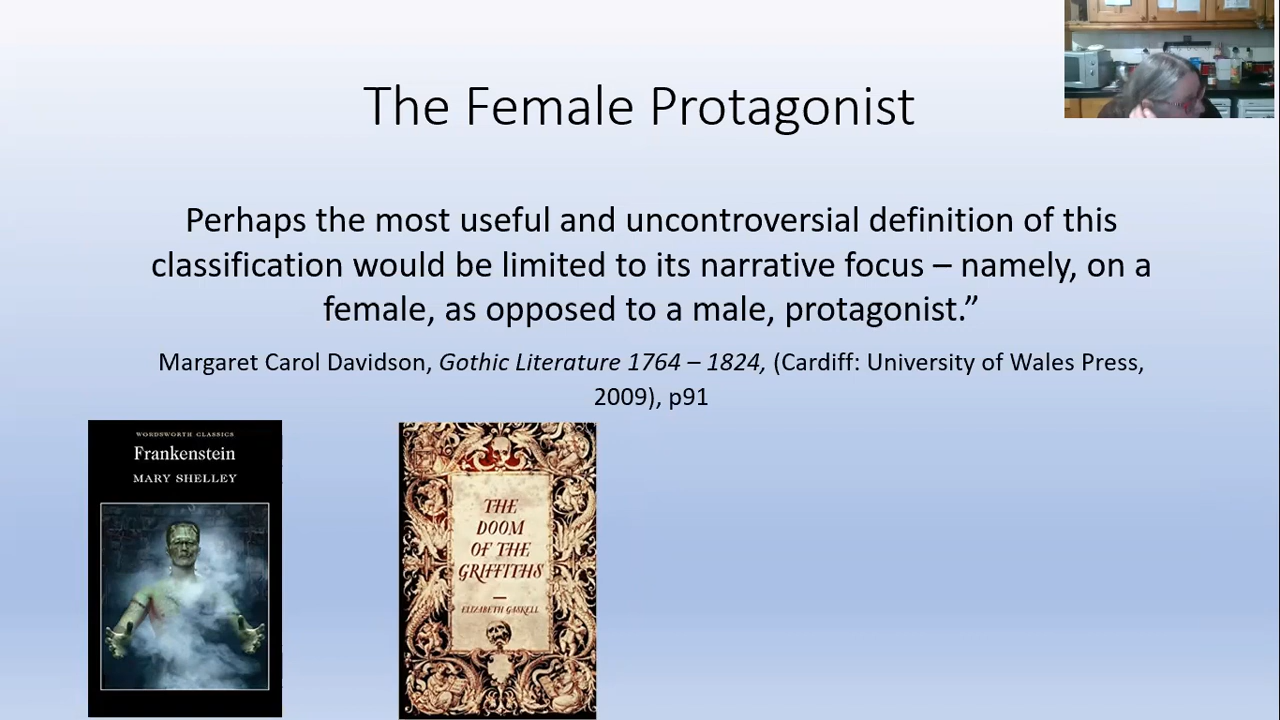 The Female Protagonist
Perhaps the most useful and uncontroversial definition of this
classification would be limited to its narrative focus – namely, on a
female, as opposed to a male, protagonist.”
Margaret Carol Davidson, Gothic Literature 1764 – 1824, (Cardiff: University of Wales Press,
2009), p91
WORDSWORTH CLASSICS
Frankenstein
MARY SHELLEY
THE
DOOM
OF THE
GRIFFITHS
ELIZABETH GASKELL